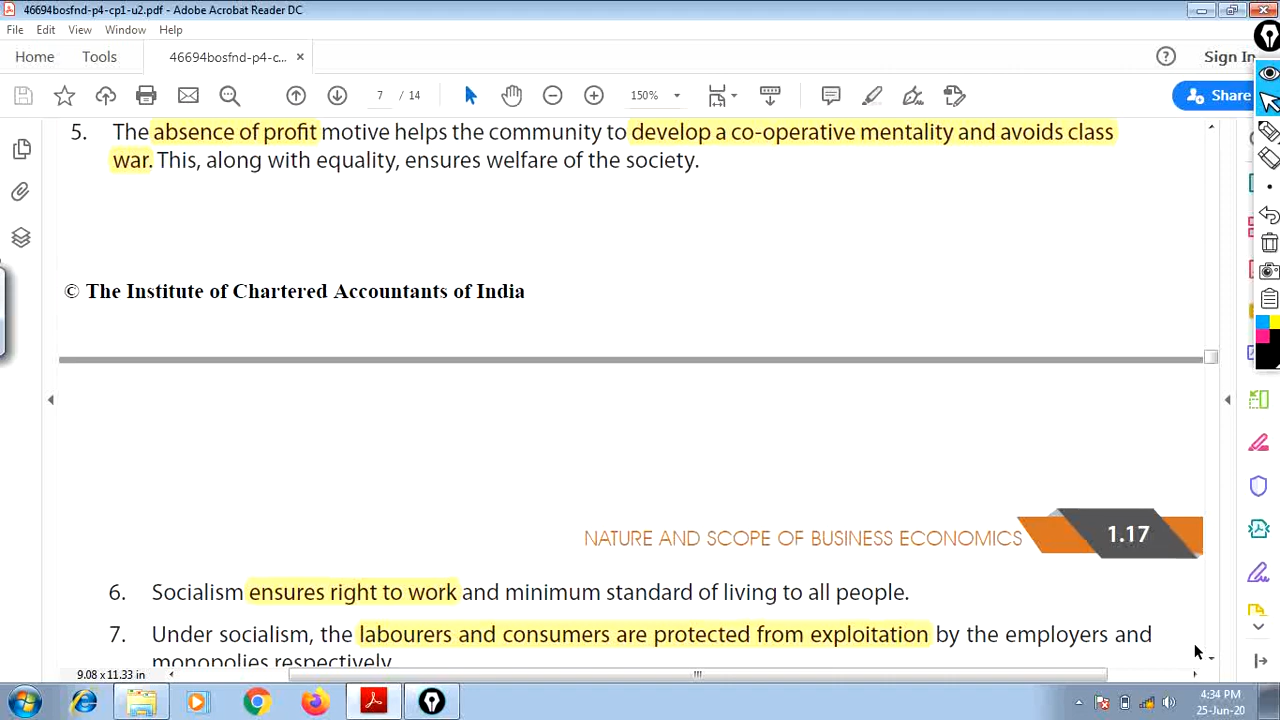 46694bosfnd-p4-cp1-u2.pdf - Adobe Acrobat Reader DC
File Edit View Window Help
Home Tools 46694bosfnd-p4-c... × Sign In
7 / 14 150% Share
5. The absence of profit motive helps the community to develop a co-operative mentality and avoids class
war. This, along with equality, ensures welfare of the society.
© The Institute of Chartered Accountants of India
NATURE AND SCOPE OF BUSINESS ECONOMICS 1.17
6. Socialism ensures right to work and minimum standard of living to all people.
7. Under socialism, the labourers and consumers are protected from exploitation by the employers and
monopolies respectively.
9.08 x 11.33 in
4:34 PM
25-Jun-20